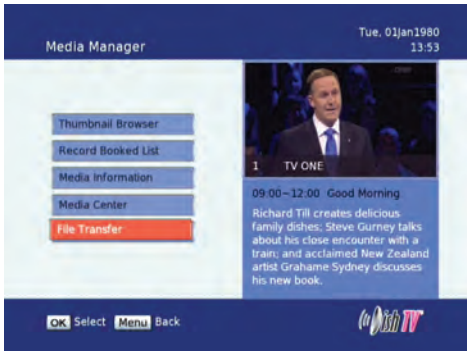 Media Manager
Tue, 01Jan1980
13:53
Thumbnail Browser
Record Booked List
Media Information
Media Center
File Transfer
1 TV ONE
09:00~12:00 Good Morning
Richard Till creates delicious
family dishes; Steve Gurney talks
about his close encounter with a
train; and acclaimed New Zealand
artist Grahame Sydney discusses
his new book.
OK Select Menu Back
Dish TV